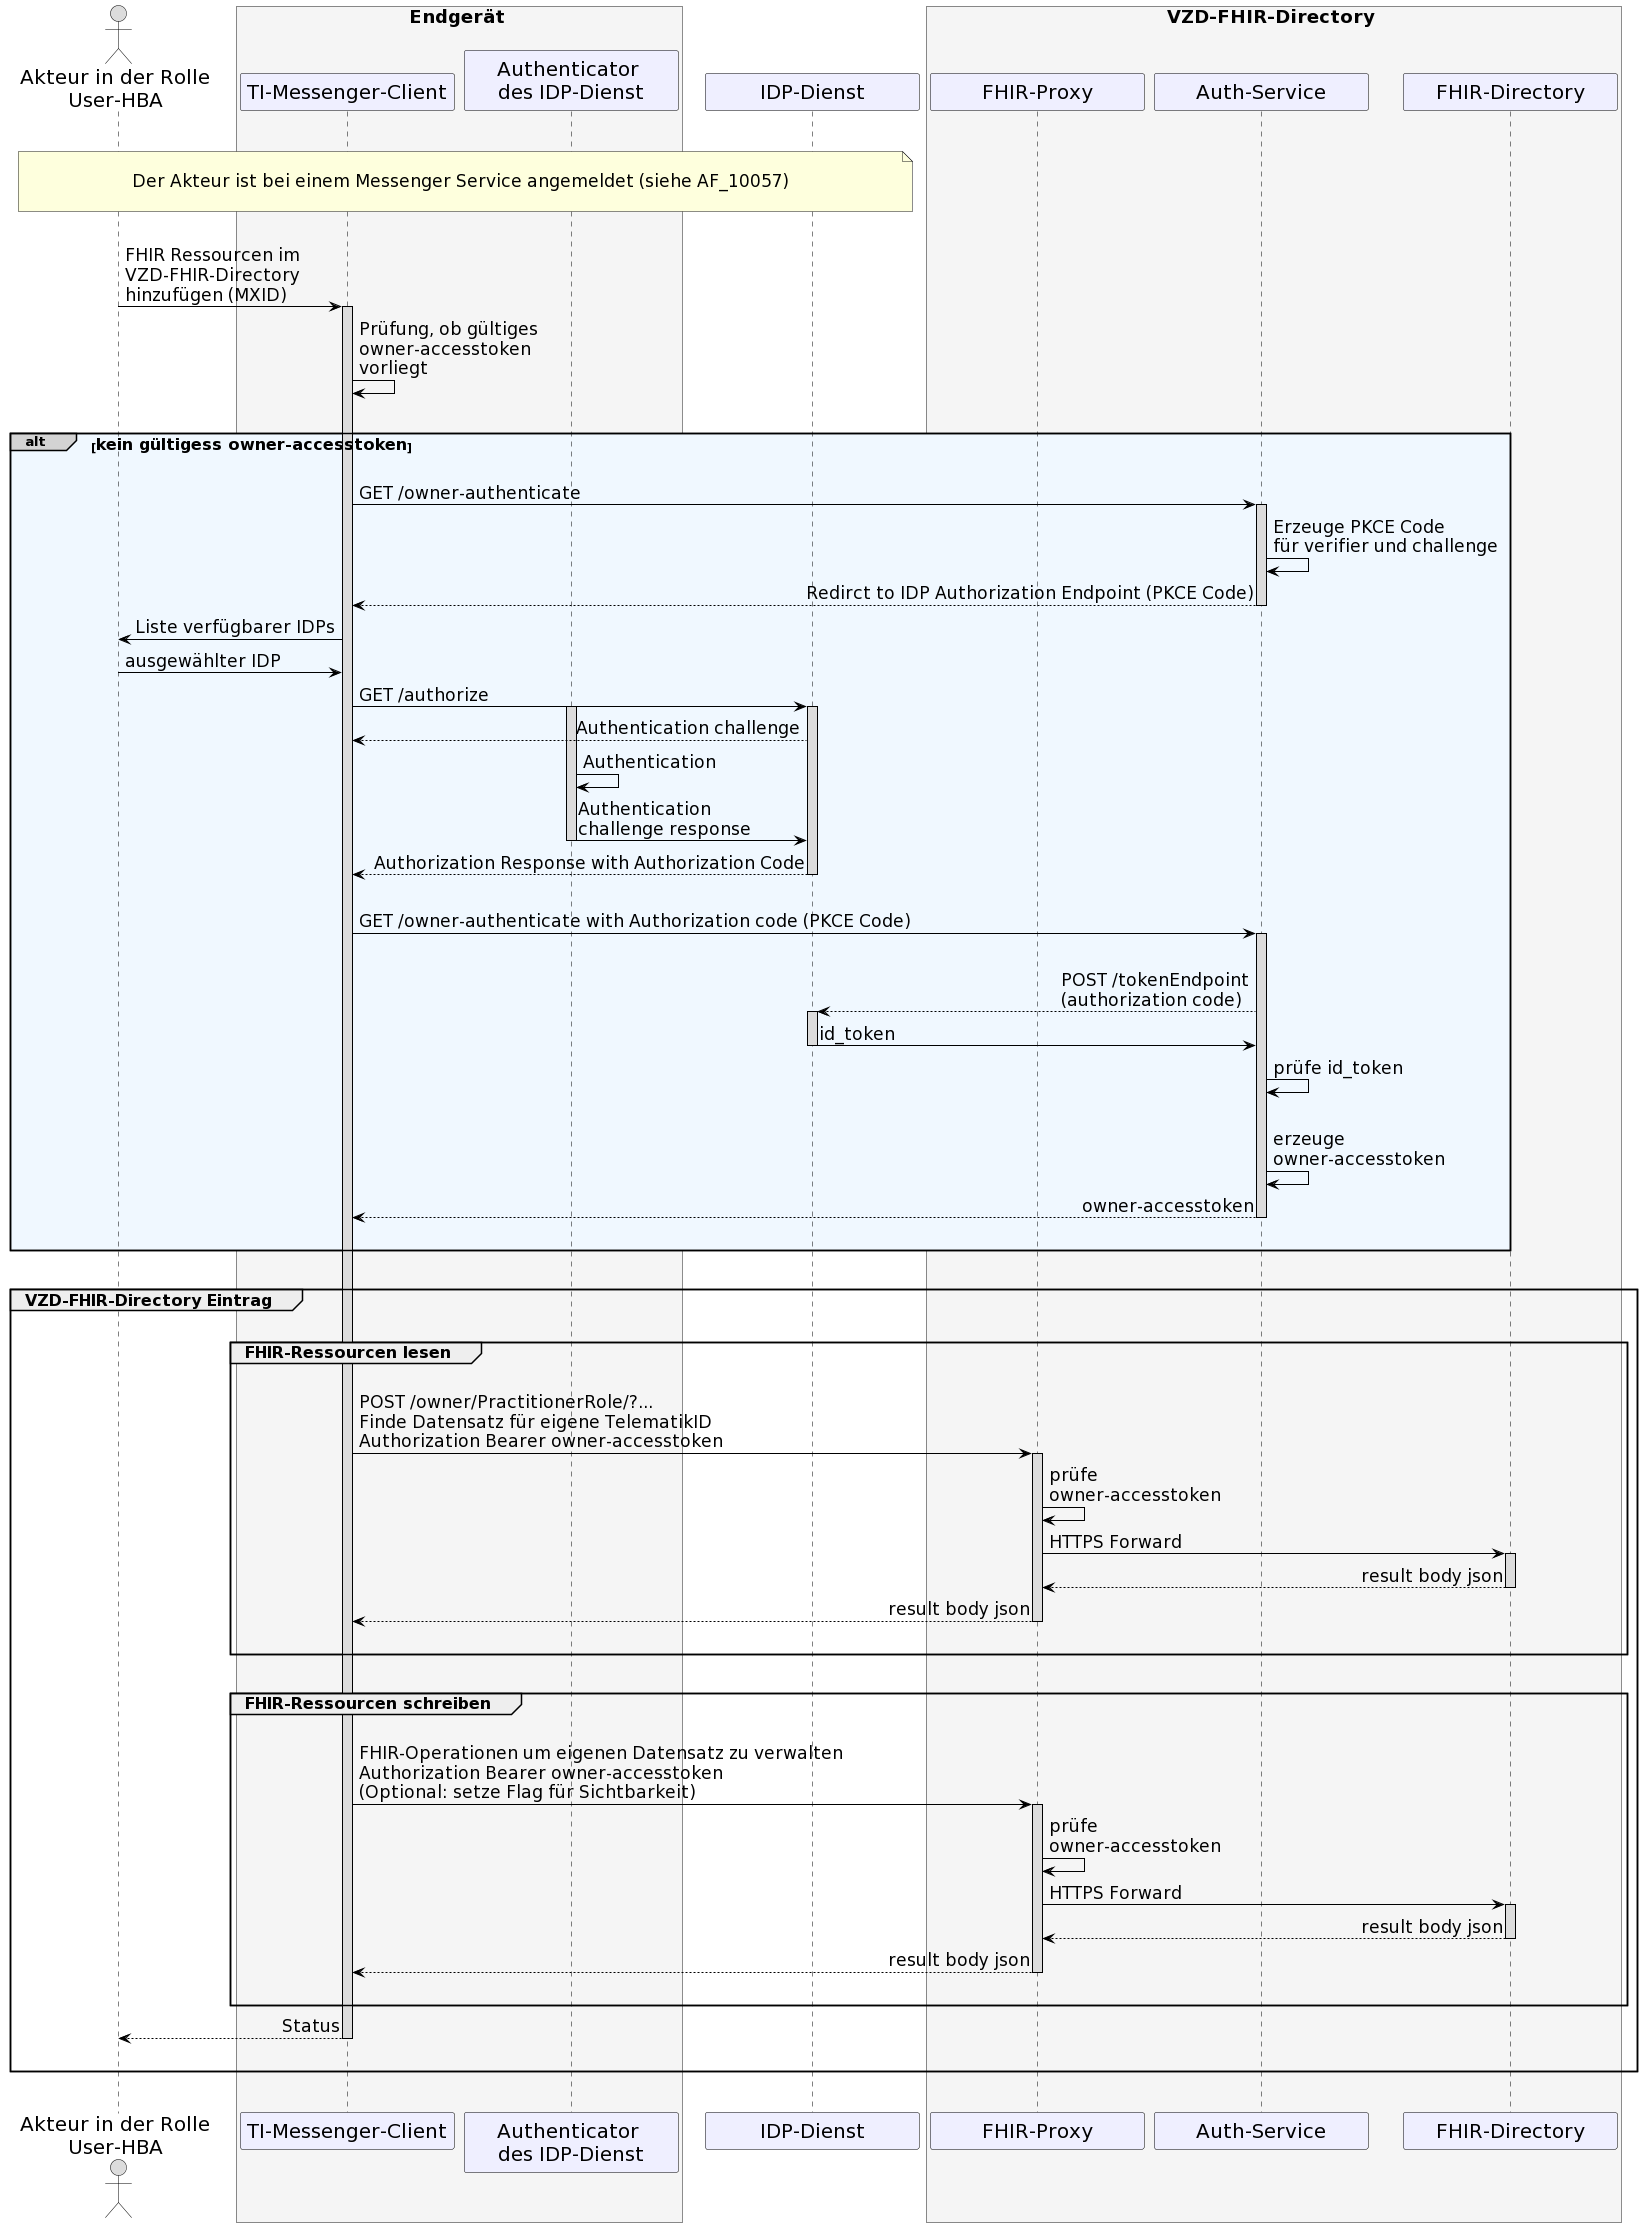 Endgerät
VZD-FHIR-Directory
Akteur in der Rolle
User-HBA
TI-Messenger-Client
Authenticator
des IDP-Dienst
IDP-Dienst
FHIR-Proxy
Auth-Service
FHIR-Directory
Der Akteur ist bei einem Messenger Service angemeldet (siehe AF_10057)
FHIR Ressourcen im
VZD-FHIR-Directory
hinzufügen (MXID)
Prüfung, ob gültiges
owner-accesstoken
vorliegt
alt
[kein gültigess owner-accesstoken]
GET /owner-authenticate
Erzeuge PKCE Code
für verifier und challenge
Redirct to IDP Authorization Endpoint (PKCE Code)
Liste verfügbarer IDPs
ausgewählter IDP
GET /authorize
Authentication challenge
Authentication
Authentication
challenge response
Authorization Response with Authorization Code
GET /owner-authenticate with Authorization code (PKCE Code)
POST /tokenEndpoint
(authorization code)
id_token
prüfe id_token
erzeuge
owner-accesstoken
owner-accesstoken
VZD-FHIR-Directory Eintrag
FHIR-Ressourcen lesen
POST /owner/PractitionerRole/?...
Finde Datensatz für eigene TelematikID
Authorization Bearer owner-accesstoken
prüfe
owner-accesstoken
HTTPS Forward
result body json
result body json
FHIR-Ressourcen schreiben
FHIR-Operationen um eigenen Datensatz zu verwalten
Authorization Bearer owner-accesstoken
(Optional: setze Flag für Sichtbarkeit)
prüfe
owner-accesstoken
HTTPS Forward
result body json
result body json
Status
Akteur in der Rolle
User-HBA
TI-Messenger-Client
Authenticator
des IDP-Dienst
IDP-Dienst
FHIR-Proxy
Auth-Service
FHIR-Directory